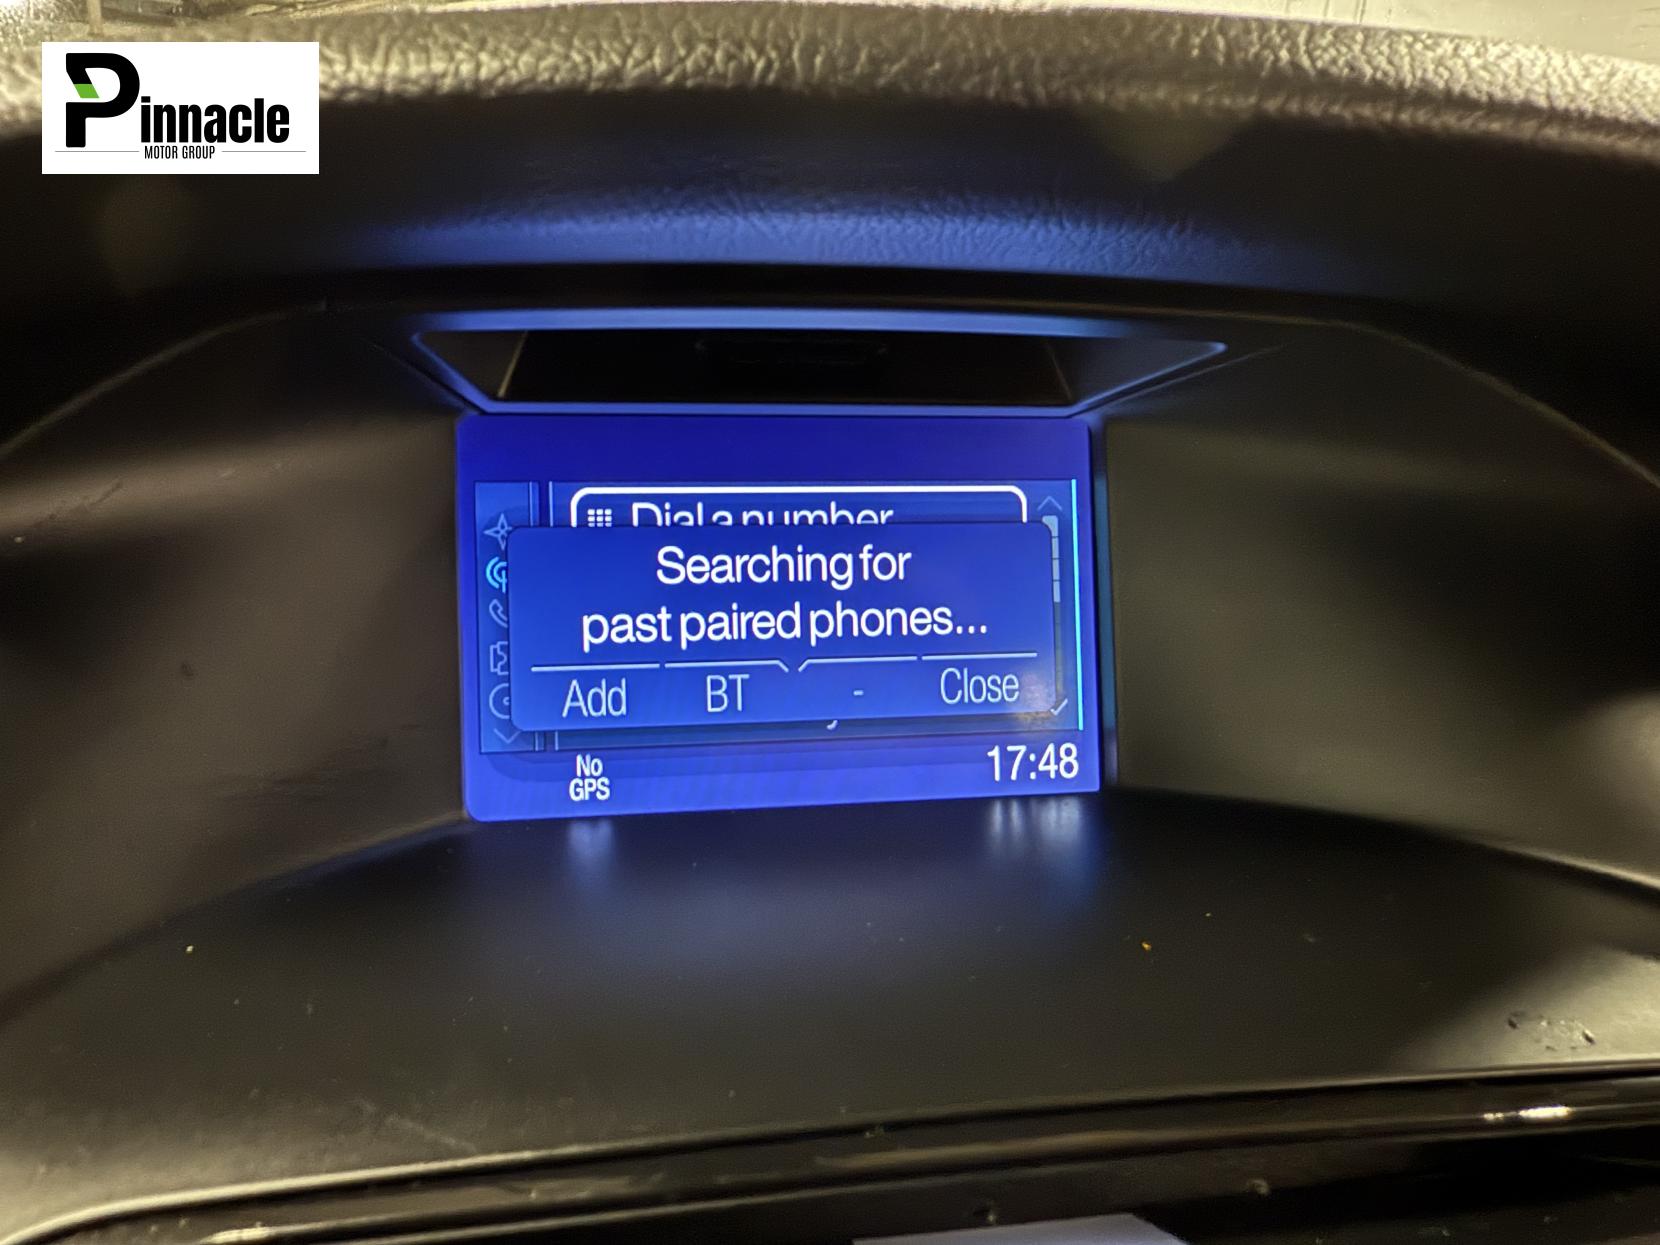 Pinnacle
MOTOR GROUP
Dial a number
Searching for
past paired phones...
Add BT - Close
No
GPS
17:48